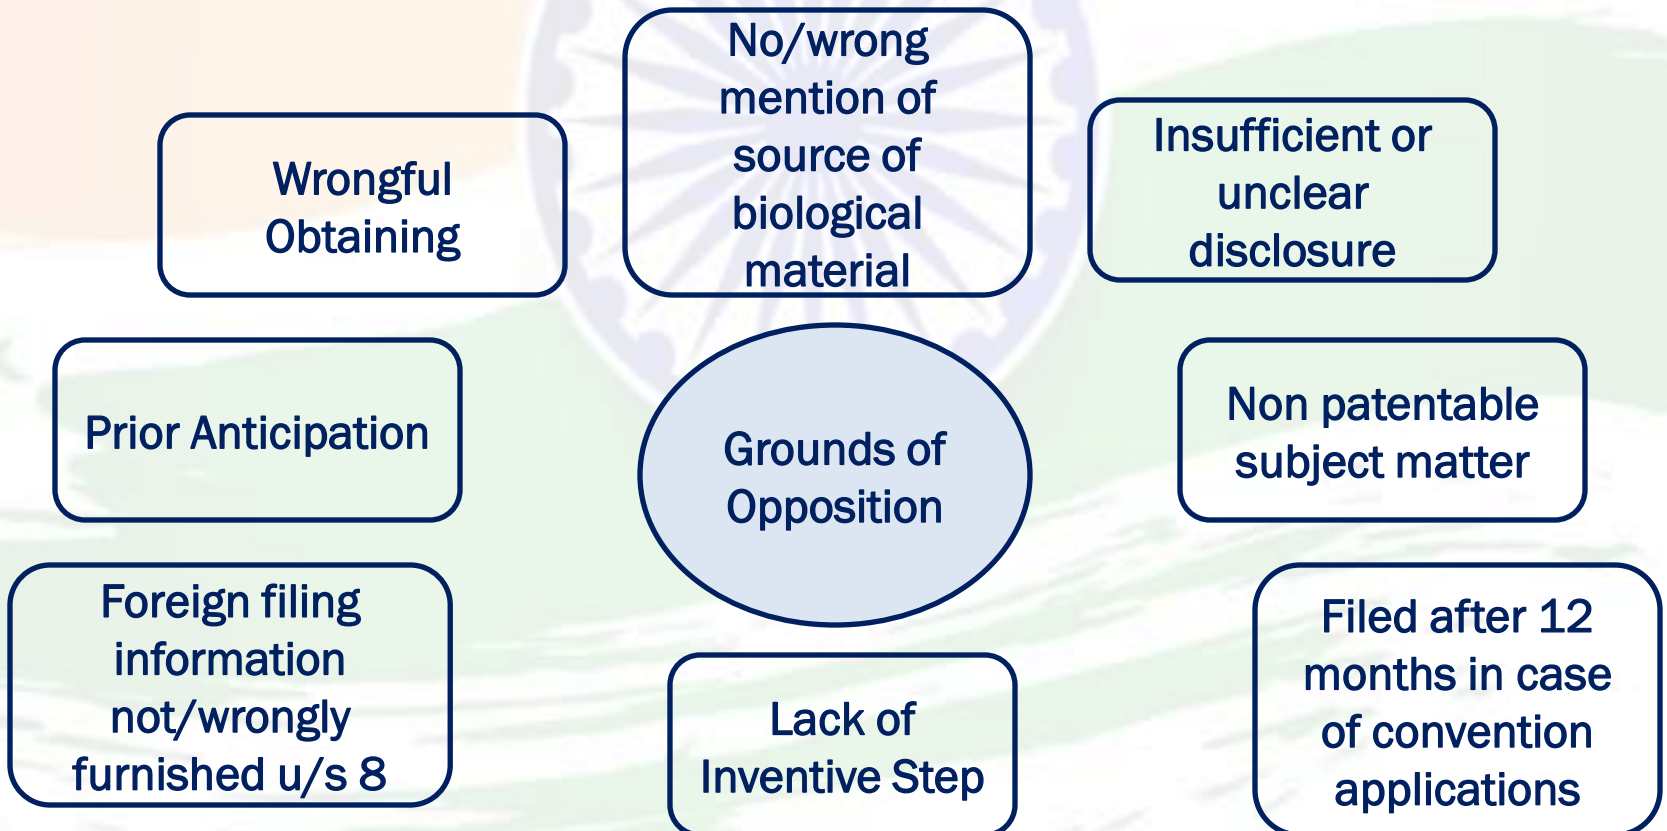 No/wrong
mention of
source of
biological
material
Wrongful
Obtaining
Insufficient or
unclear
disclosure
Prior Anticipation
Grounds of
Opposition
Non patentable
subject matter
Foreign filing
information
not/wrongly
furnished u/s 8
Lack of
Inventive Step
Filed after 12
months in case
of convention
applications